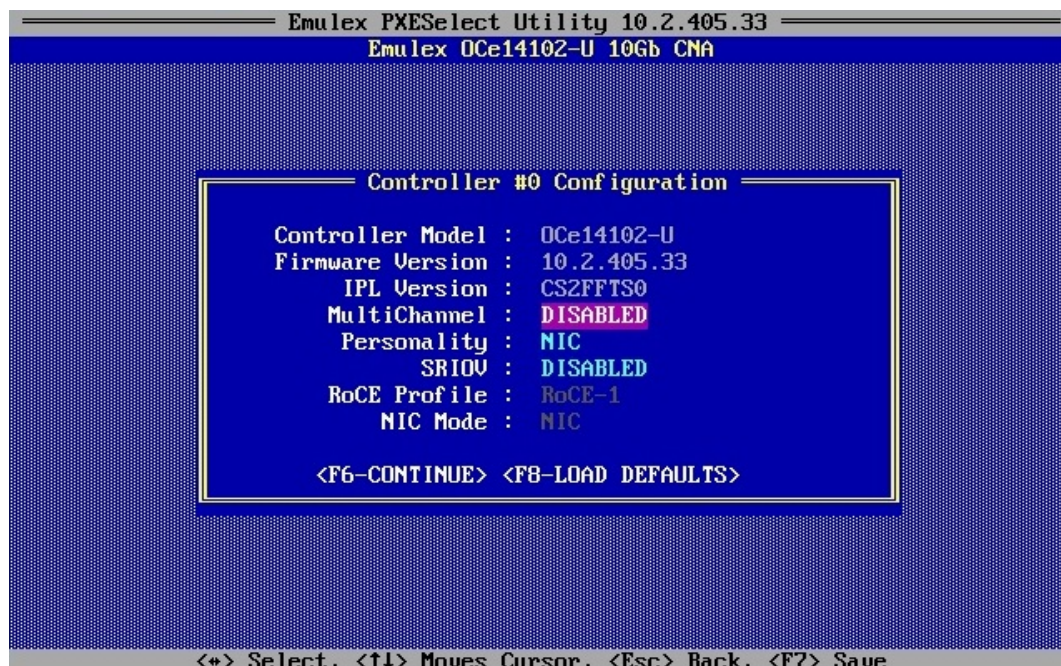 Emulex PXESelect Utility 10.2.405.33
Emulex OCe14102-U 10Gb CNA
Controller #0 Configuration
Controller Model : OCe14102-U
Firmware Version : 10.2.405.33
IPL Version : CS2FFTS0
MultiChannel : DISABLED
Personality : NIC
SRIOV : DISABLED
RoCE Profile : RoCE-1
NIC Mode : NIC
<F6-CONTINUE> <F8-LOAD DEFAULTS>
<↔> Select, <↑↓> Moves Cursor, <Esc> Back, <F7> Save